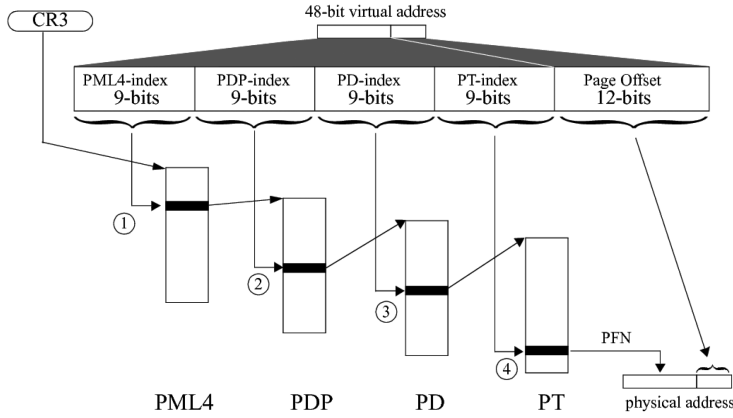 CR3
48-bit virtual address
PML4-index
9-bits
PDP-index
9-bits
PD-index
9-bits
PT-index
9-bits
Page Offset
12-bits
1
2
3
4
PFN
PML4
PDP
PD
PT
physical address